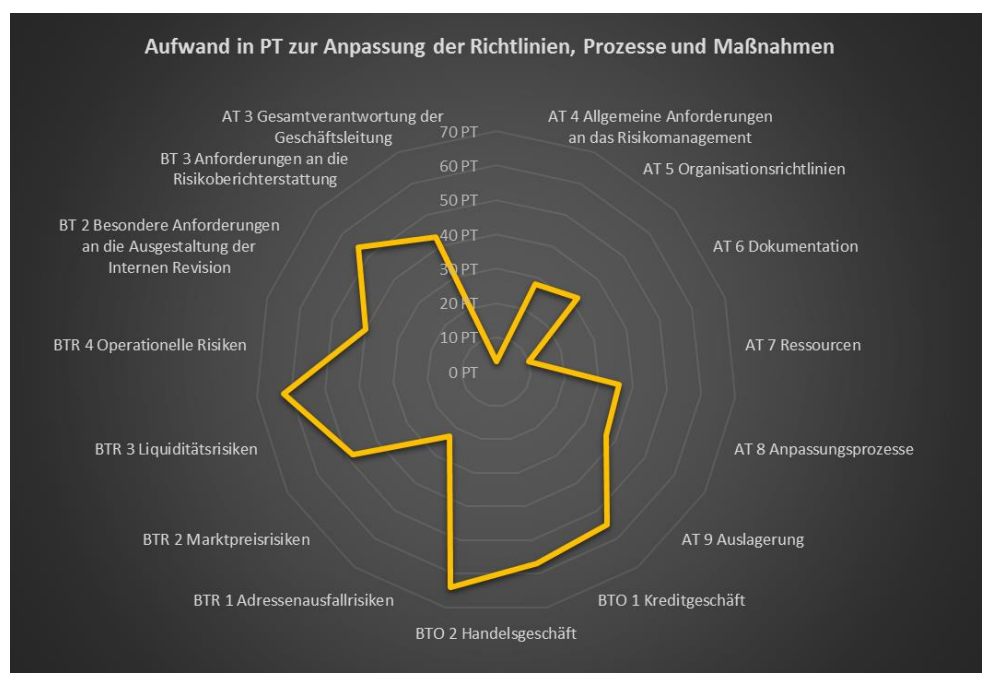 Aufwand in PT zur Anpassung der Richtlinien, Prozesse und Maßnahmen
AT 3 Gesamtverantwortung der
Geschäftsleitung
AT 4 Allgemeine Anforderungen
an das Risikomanagement
AT 5 Organisationsrichtlinien
AT 6 Dokumentation
AT 7 Ressourcen
AT 8 Anpassungsprozesse
AT 9 Auslagerung
BTO 1 Kreditgeschäft
BTO 2 Handelsgeschäft
BTR 1 Adressenausfallrisiken
BTR 2 Marktpreisrisiken
BTR 3 Liquiditätsrisiken
BTR 4 Operationelle Risiken
BT 2 Besondere Anforderungen
an die Ausgestaltung der
Internen Revision
BT 3 Anforderungen an die
Risikoberichterstattung
70 PT
60 PT
50 PT
40 PT
30 PT
20 PT
10 PT
0 PT